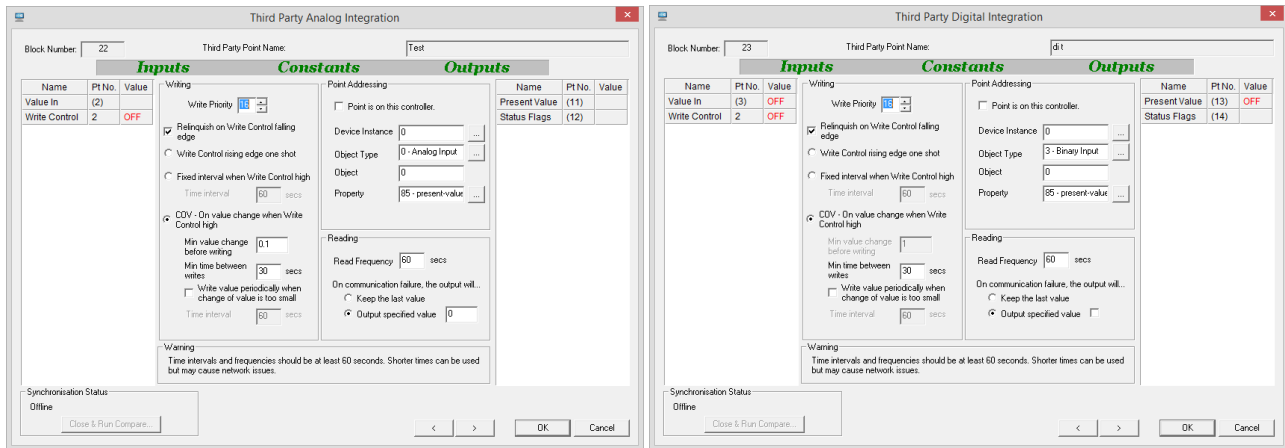 Third Party Analog Integration
Block Number: 22 Third Party Point Name: Test
Inputs Constants Outputs
Name Pt No. Value
Value In (2)
Write Control 2 OFF
Writing
Write Priority 16
Relinquish on Write Control falling
edge
Write Control rising edge one shot
Fixed interval when Write Control high
Time interval 60 secs
COV - On value change when Write
Control high
Min value change
before writing 0.1
Min time between
writes 30 secs
Write value periodically when
change of value is too small
Time interval 60 secs
Point Addressing
Point is on this controller.
Device Instance 0 ...
Object Type 0 - Analog Input ...
Object 0
Property 85 - present-value ...
Reading
Read Frequency 60 secs
On communication failure, the output will...
Keep the last value
Output specified value 0
Name Pt No. Value
Present Value (11)
Status Flags (12)
Warning
Time intervals and frequencies should be at least 60 seconds. Shorter times can be used
but may cause network issues.
Synchronisation Status
Offline
Close & Run Compare...
< > OK Cancel
Third Party Digital Integration
Block Number: 23 Third Party Point Name: di t
Inputs Constants Outputs
Name Pt No. Value
Value In (3) OFF
Write Control 2 OFF
Writing
Write Priority 16
Relinquish on Write Control falling
edge
Write Control rising edge one shot
Fixed interval when Write Control high
Time interval 60 secs
COV - On value change when Write
Control high
Min value change
before writing 1
Min time between
writes 30 secs
Write value periodically when
change of value is too small
Time interval 60 secs
Point Addressing
Point is on this controller.
Device Instance 0 ...
Object Type 3 - Binary Input ...
Object 0
Property 85 - present-value ...
Reading
Read Frequency 60 secs
On communication failure, the output will...
Keep the last value
Output specified value
Name Pt No. Value
Present Value (13) OFF
Status Flags (14)
Warning
Time intervals and frequencies should be at least 60 seconds. Shorter times can be used
but may cause network issues.
Synchronisation Status
Offline
Close & Run Compare...
< > OK Cancel